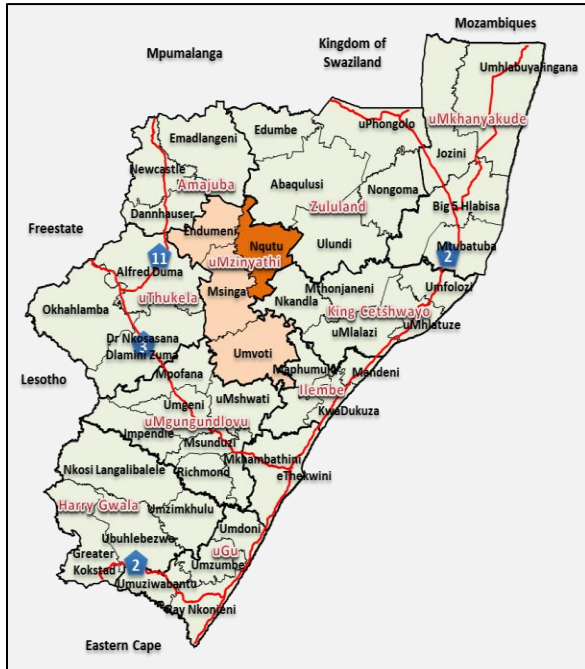 Mozambiques
Mpumalanga
Kingdom of
Swaziland
Umhlabuyalingana
uMkhanyakude
uPhongolo
Emadlangeni
Edumbe
Jozini
Newcastle
Abaqulusi
Nongoma
Amajuba
Zululand
Big 5 Hlabisa
Dannhauser
Endumeni
Freestate
Nqutu
Ulundi
Mtubatuba
11
uMzinyathi
2
Alfred Duma
uThukela
Msinga
Mthonjaneni
Umfolozi
Nkandla
King Cetshwayo
Okhahlamba
uMlalazi
uMhlatuze
Dr Nkosasana
3
Dlamini Zuma
Umvoti
Lesotho
Mpofana
Maphumulo
Mandeni
Ilembe
Umgeni
uMshwati
KwaDukuza
uMgungundlovu
Impendle
Msunduzi
Mkhambathini
Nkosi Langalibalele
Richmond
eThekwini
Harry Gwala
Umzimkhulu
Umdoni
Ubuhlebezwe
uGu
Greater
Kokstad
2
Umzumbe
Umuziwabantu
Ray Nkonjeni
Eastern Cape